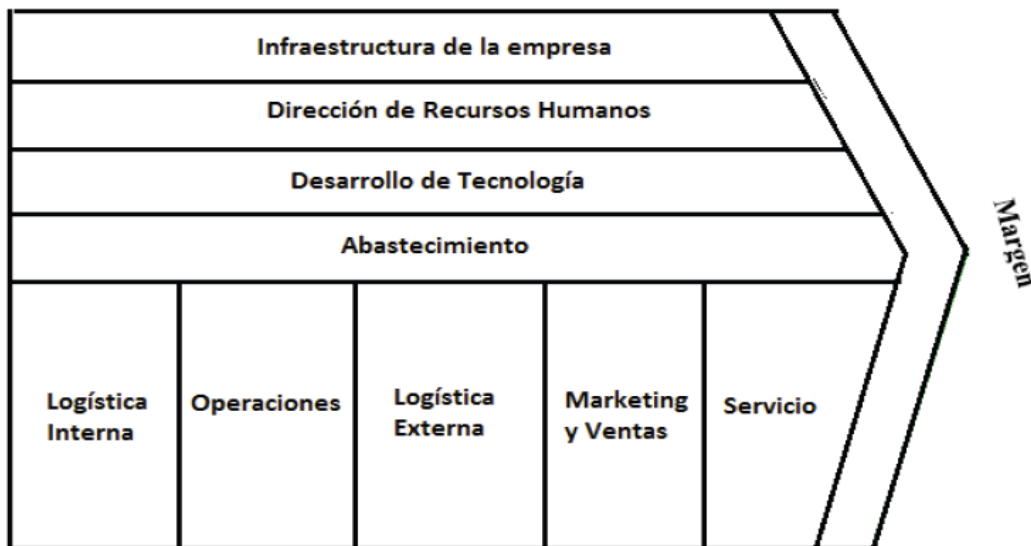 Infraestructura de la empresa
Dirección de Recursos Humanos
Desarrollo de Tecnología
Abastecimiento
Logística
Interna
Operaciones
Logística
Externa
Marketing
y Ventas
Servicio
Margen